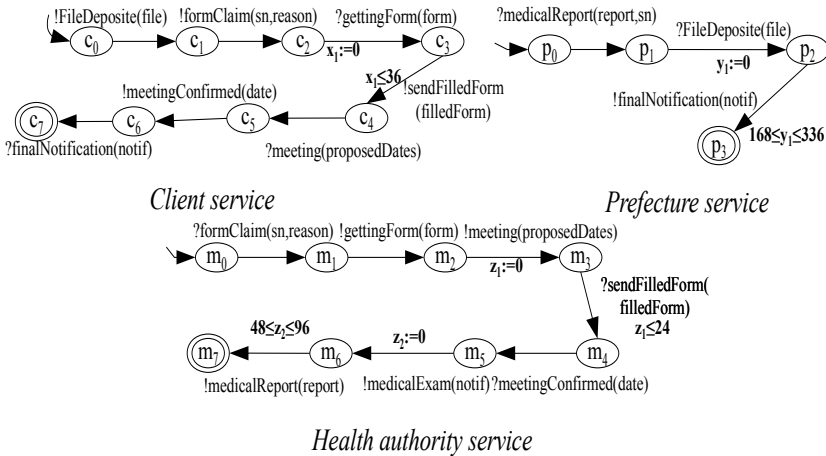 !FileDeposite(file) !formClaim(sn,reason) ?gettingForm(form)
c0 c1 c2 x1:=0 c3
x1≤36 !sendFilledForm
(filledForm)
!meetingConfirmed(date)
c7 c6 c5 c4
?finalNotification(notif) ?meeting(proposedDates)
Client service
?medicalReport(report,sn) ?FileDeposite(file)
p0 p1 y1:=0 p2
!finalNotification(notif)
p3 168≤y1≤336
Prefecture service
?formClaim(sn,reason) !gettingForm(form) !meeting(proposedDates)
m0 m1 m2 z1:=0 m3
?sendFilledForm(
filledForm)
z1≤24
48≤z2≤96 z2:=0
m7 m6 m5 m4
!medicalReport(report) !medicalExam(notif) ?meetingConfirmed(date)
Health authority service